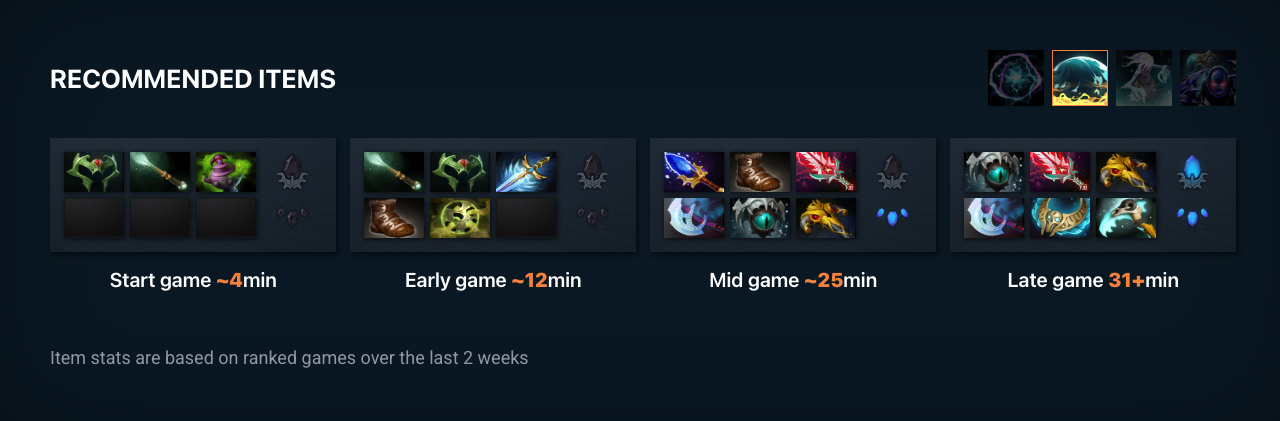 RECOMMENDED ITEMS
Start game ~4min
Early game ~12min
Mid game ~25min
Late game 31+min
Item stats are based on ranked games over the last 2 weeks